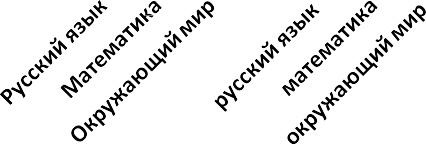 Русский язык
Математика
Окружающий мир
русский язык
математика
окружающий мир